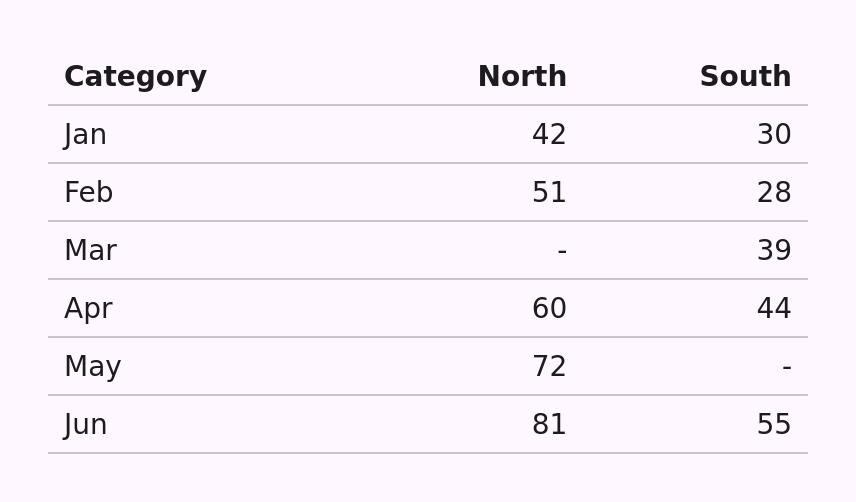 Category North South
Jan 42 30
Feb 51 28
Mar - 39
Apr 60 44
May 72 -
Jun 81 55